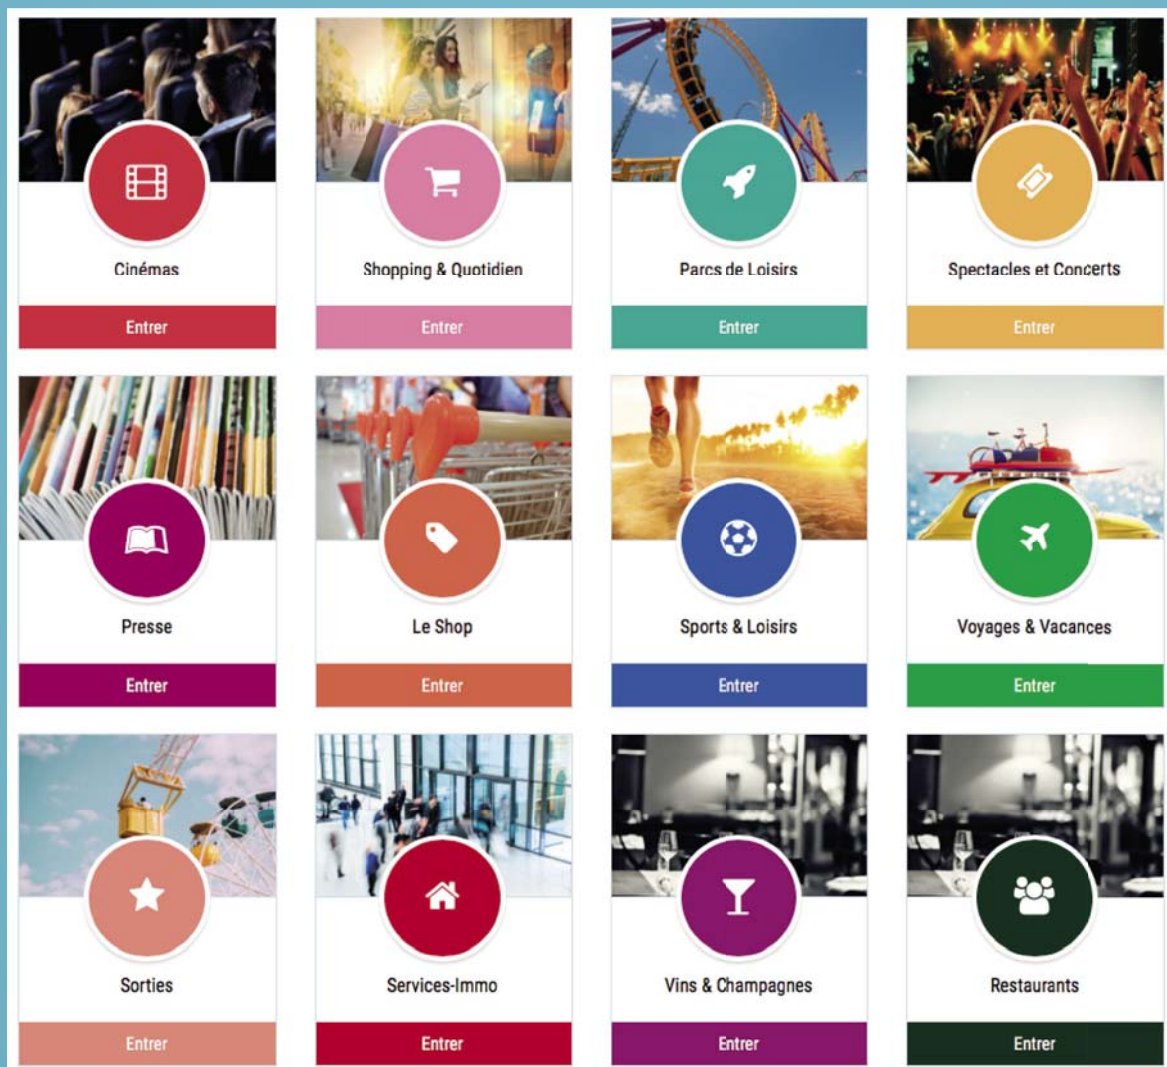 Cinémas
Shopping & Quotidien
Parcs de Loisirs
Spectacles et Concerts
Entrer
Entrer
Entrer
Entrer
Presse
Le Shop
Sports & Loisirs
Voyages & Vacances
Entrer
Entrer
Entrer
Entrer
Sorties
Services-Immo
Vins & Champagnes
Restaurants
Entrer
Entrer
Entrer
Entrer